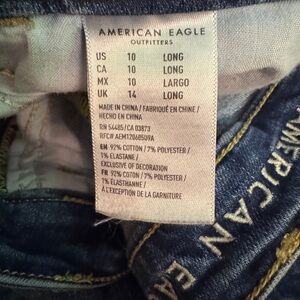 AMERICAN EAGLE
OUTFITTERS
US 10 LONG
CA 10 LONG
MX 10 LARGO
UK 14 LONG
MADE IN CHINA / FABRIQUÉ EN CHINE /
HECHO EN CHINA
RN 54485/CA 03873
RFC# AEM12060509A
EN 92% COTTON / 7% POLYESTER /
1% ELASTANE /
EXCLUSIVE OF DECORATION
FR 92% COTON / 7% POLYESTER /
1% ÉLASTHANNE /
À L'EXCEPTION DE LA GARNITURE
AMERICAN EA